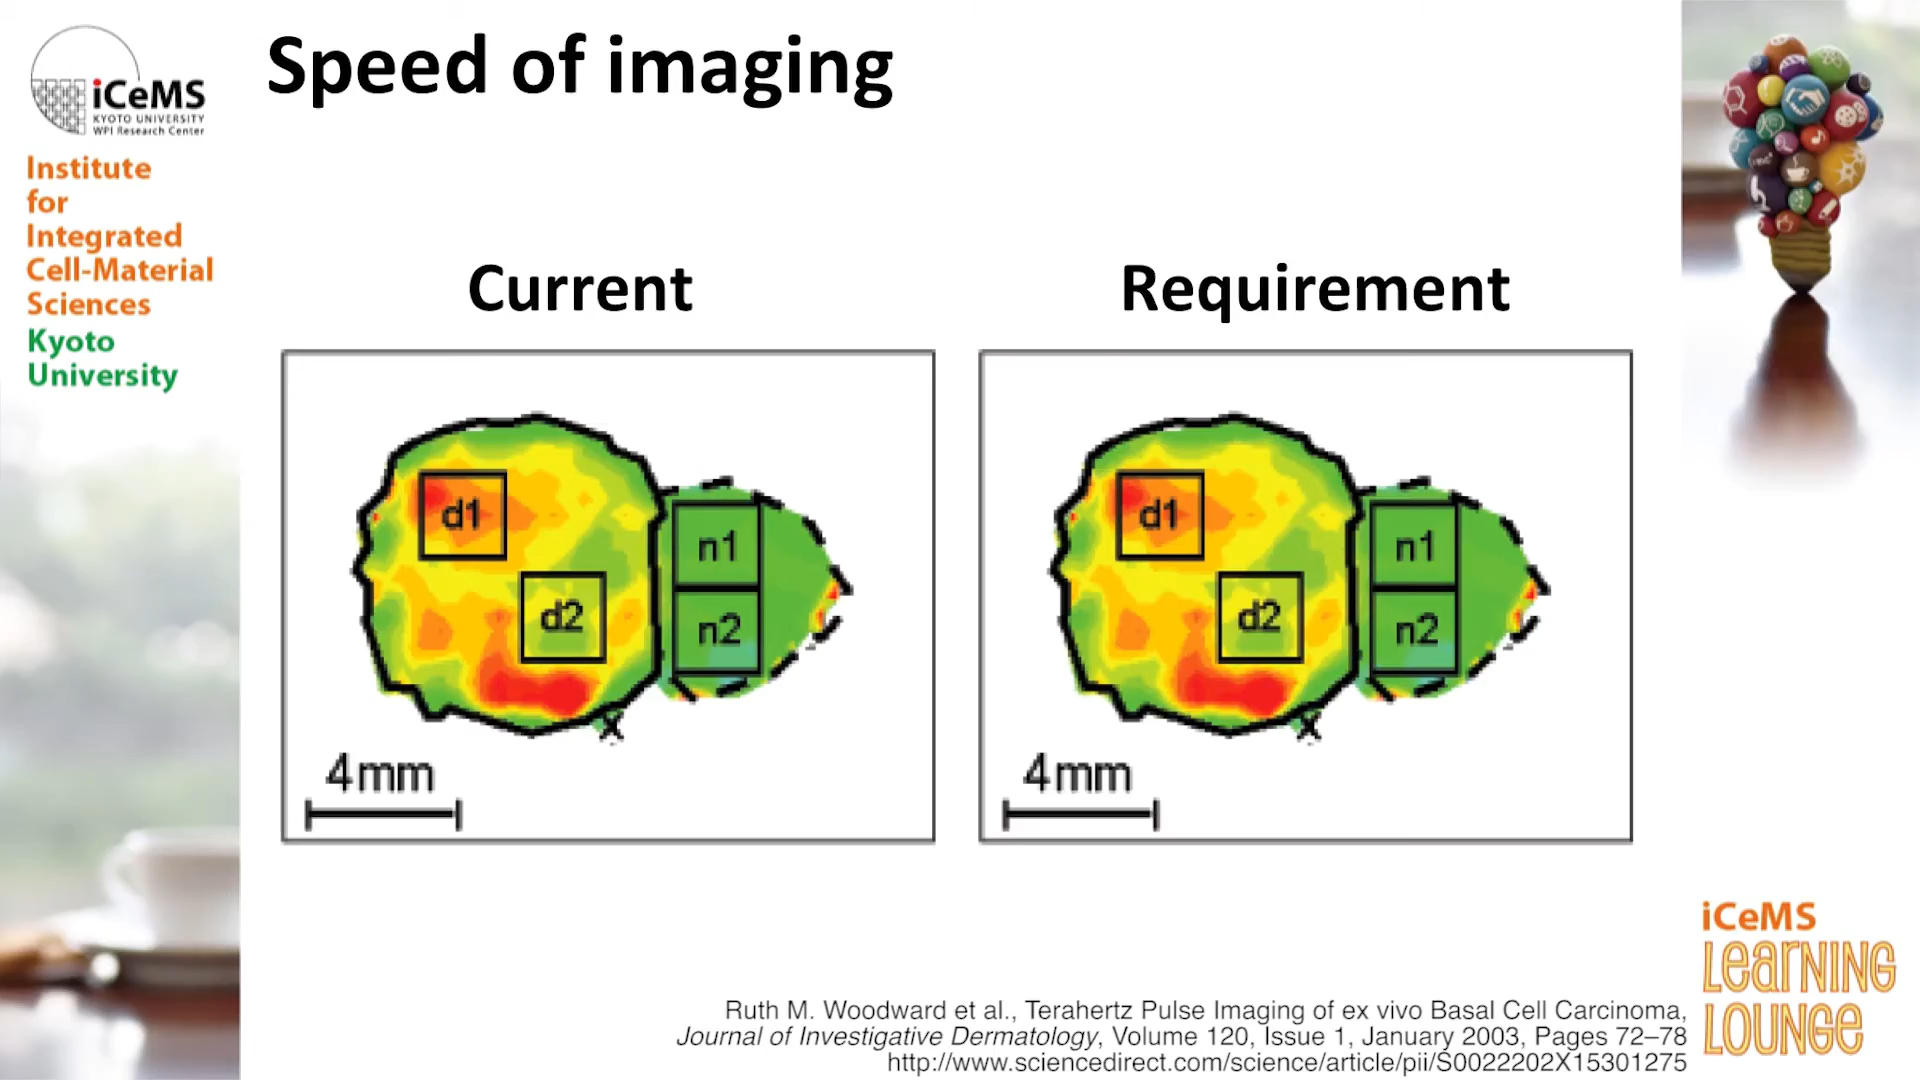 Speed of imaging
iCeMS
KYOTO UNIVERSITY
WPI Research Center
Institute
for
Integrated
Cell-Material
Sciences
Kyoto
University
Current
Requirement
d1
d2
n1
n2
x
4mm
d1
d2
n1
n2
x
4mm
Ruth M. Woodward et al., Terahertz Pulse Imaging of ex vivo Basal Cell Carcinoma,
Journal of Investigative Dermatology, Volume 120, Issue 1, January 2003, Pages 72–78
http://www.sciencedirect.com/science/article/pii/S0022202X15301275
iCeMS
LeaRNING
LOUNGe